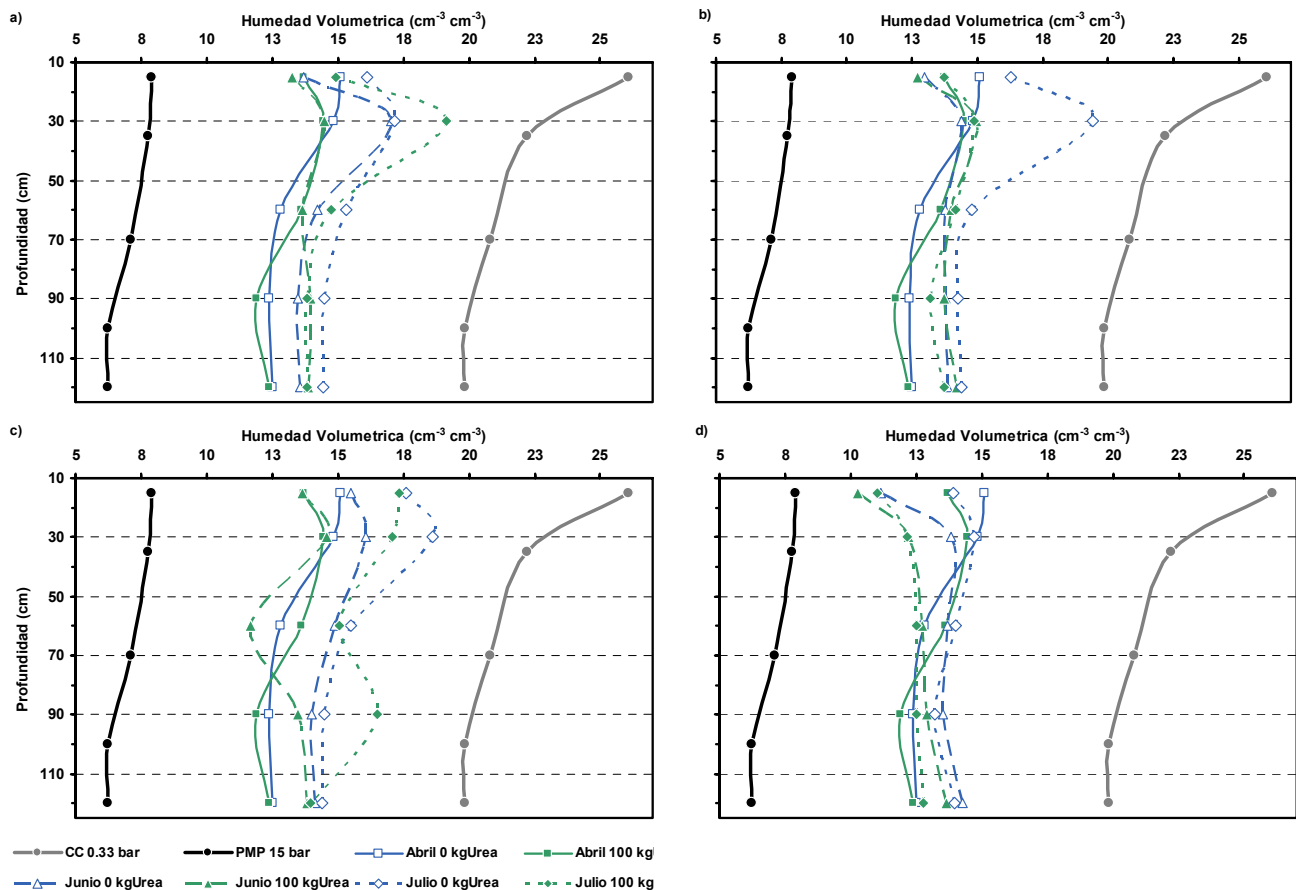 a) Humedad Volumetrica (cm⁻³ cm⁻³)
5 8 10 13 15 18 20 23 25
10
30
50
70
90
110
Profundidad (cm)
b) Humedad Volumetrica (cm⁻³ cm⁻³)
5 8 10 13 15 18 20 23 25
10
30
50
70
90
110
Profundidad (cm)
c) Humedad Volumetrica (cm⁻³ cm⁻³)
5 8 10 13 15 18 20 23 25
10
30
50
70
90
110
Profundidad (cm)
d) Humedad Volumetrica (cm⁻³ cm⁻³)
5 8 10 13 15 18 20 23 25
10
30
50
70
90
110
Profundidad (cm)
CC 0.33 bar PMP 15 bar Abril 0 kgUrea Abril 100 kg
Junio 0 kgUrea Junio 100 kgUrea Julio 0 kgUrea Julio 100 kg